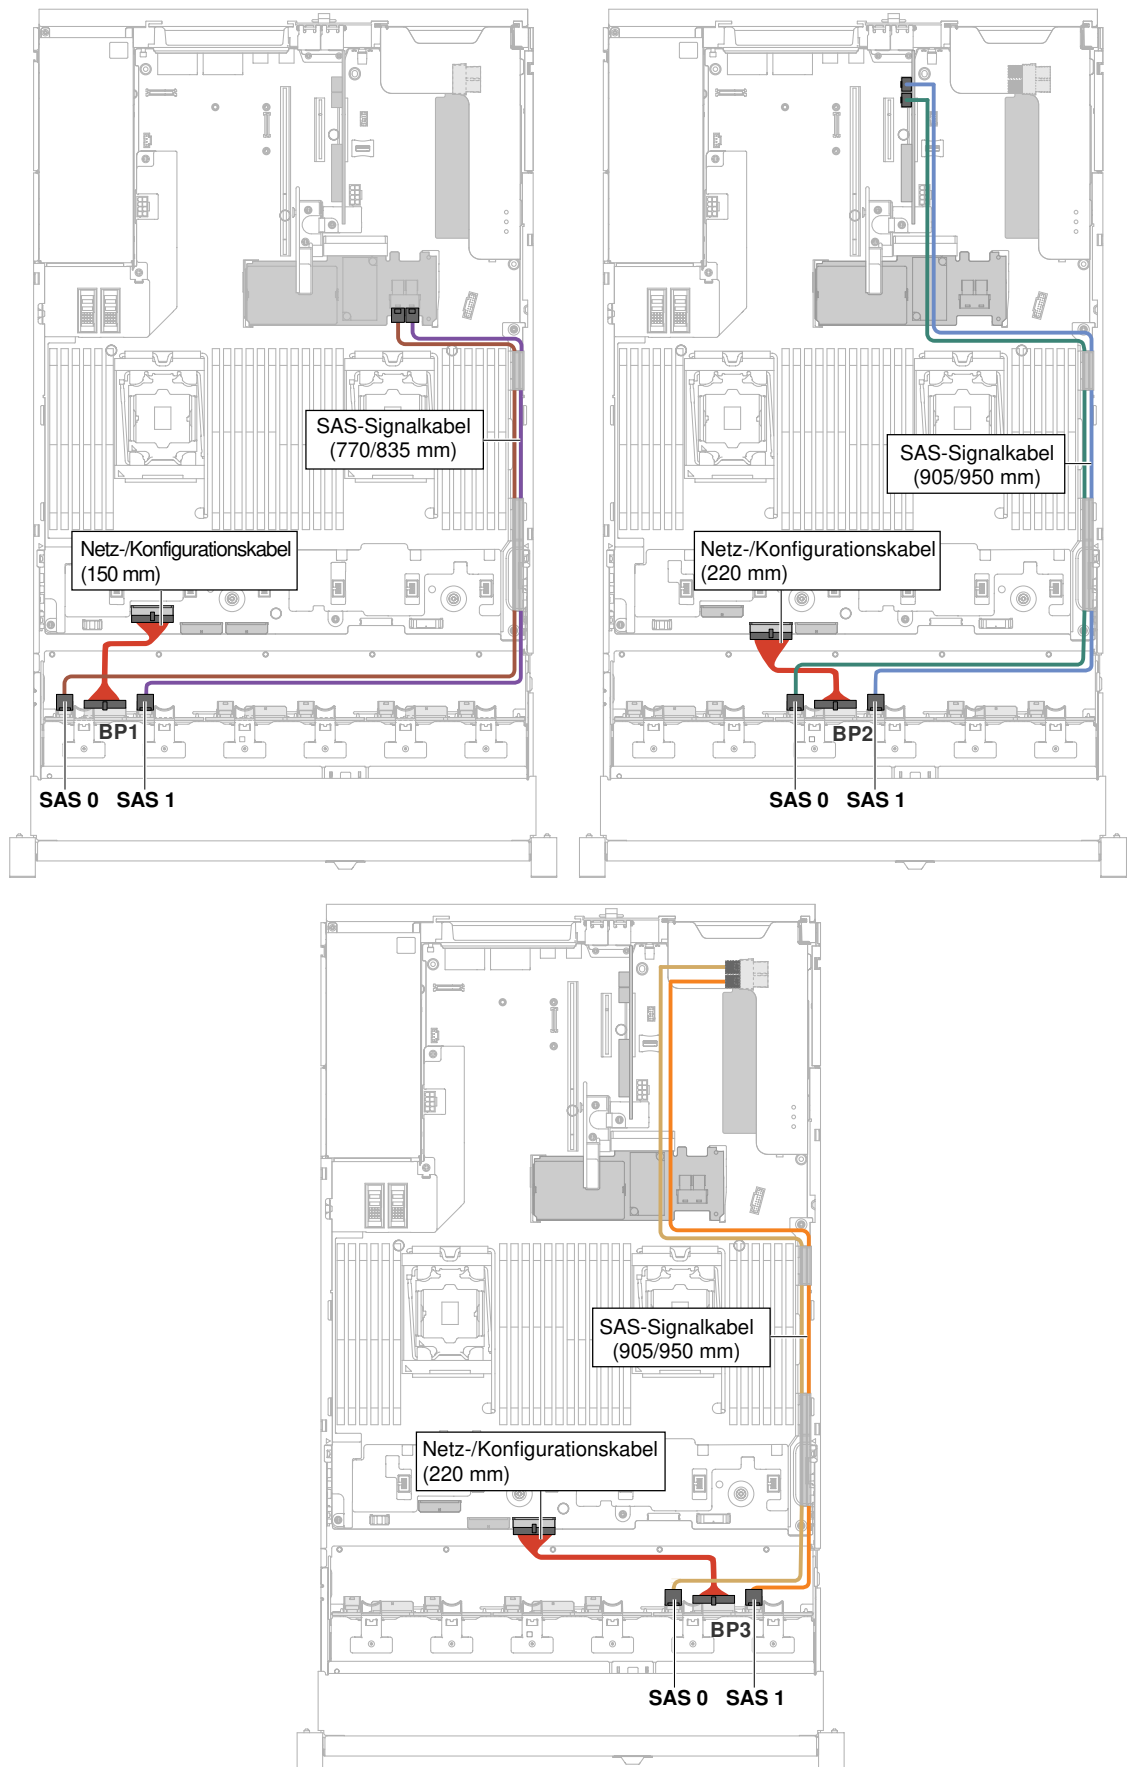 SAS-Signalkabel
(770/835 mm)
Netz-/Konfigurationskabel
(150 mm)
BP1
SAS 0 SAS 1
SAS-Signalkabel
(905/950 mm)
Netz-/Konfigurationskabel
(220 mm)
BP2
SAS 0 SAS 1
SAS-Signalkabel
(905/950 mm)
Netz-/Konfigurationskabel
(220 mm)
BP3
SAS 0 SAS 1